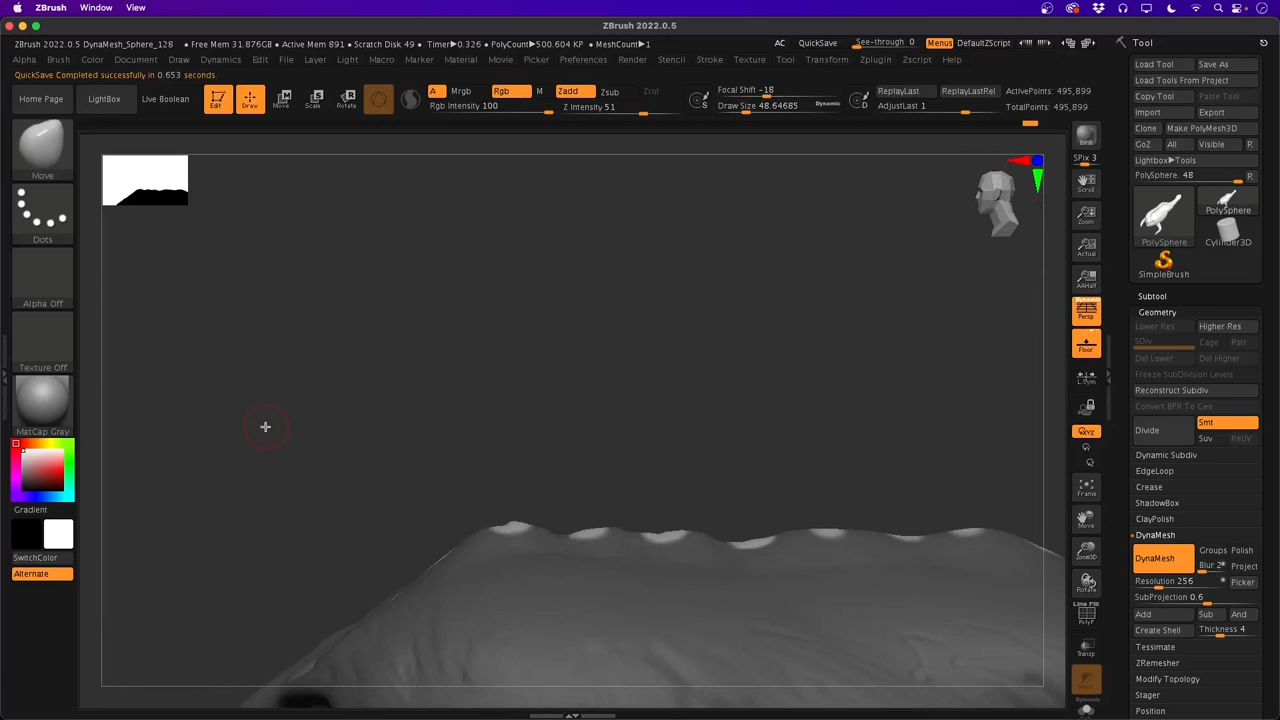 ZBrush Window View
ZBrush 2022.0.5
ZBrush 2022.0.5 DynaMesh_Sphere_128 • Free Mem 31.876GB • Active Mem 891 • Scratch Disk 49 • Timer▶0.326 • PolyCount▶500.604 KP • MeshCount▶1 AC QuickSave See-through 0 Menus DefaultZScript
Alpha Brush Color Document Draw Dynamics Edit File Layer Light Macro Marker Material Movie Picker Preferences Render Stencil Stroke Texture Tool Transform Zplugin Zscript Help
QuickSave Completed successfully in 0.653 seconds.
Home Page LightBox Live Boolean Edit Draw Move Scale Rotate
A Mrgb Rgb M Zadd Zsub Zcut
Rgb Intensity 100 Z Intensity 51
S Focal Shift -18
Draw Size 48.64685 Dynamic
D ReplayLast ReplayLastRel ActivePoints: 495,899
AdjustLast 1 TotalPoints: 495,899
Move
Dots
Alpha Off
Texture Off
MatCap Gray
Gradient
SwitchColor
Alternate
BPR
SPix 3
Scroll
Zoom
Actual
AAHalf
Dynamic
Persp
Floor
L.Sym
XYZ
Frame
Move
Zoom3D
Rotate
Line Fill
PolyF
Transp
Dynamic
Tool
Load Tool Save As
Load Tools From Project
Copy Tool Paste Tool
Import Export
Clone Make PolyMesh3D
GoZ All Visible R
Lightbox▶Tools
PolySphere. 48 R
PolySphere PolySphere
Cylinder3D
SimpleBrush
Subtool
Geometry
Lower Res Higher Res
SDiv Cage Rstr
Del Lower Del Higher
Freeze SubDivision Levels
Reconstruct Subdiv
Convert BPR To Geo
Divide Smt
Suv ReUV
Dynamic Subdiv
EdgeLoop
Crease
ShadowBox
ClayPolish
DynaMesh
DynaMesh Groups Polish
Blur 2 Project
Resolution 256 Picker
SubProjection 0.6
Add Sub And
Create Shell Thickness 4
Tessimate
ZRemesher
Modify Topology
Stager
Position